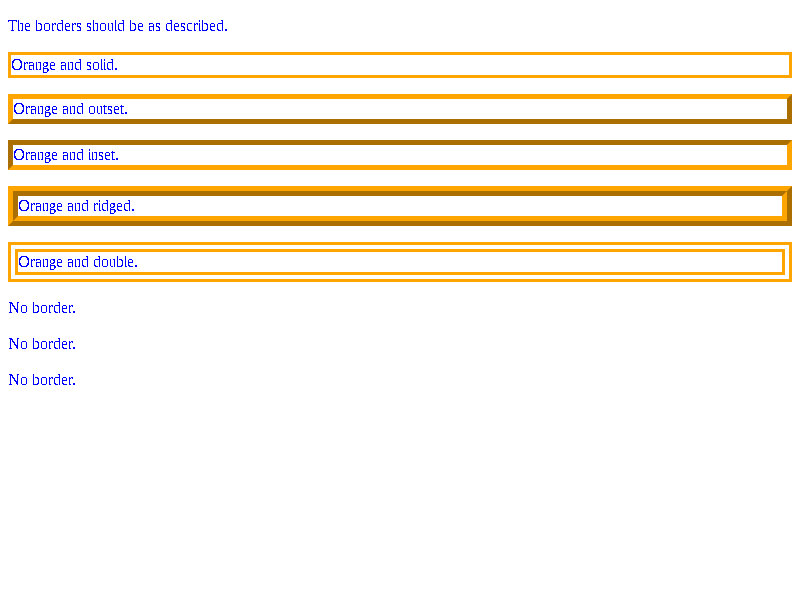 The borders should be as described.
Orange and solid.
Orange and outset.
Orange and inset.
Orange and ridged.
Orange and double.
No border.
No border.
No border.